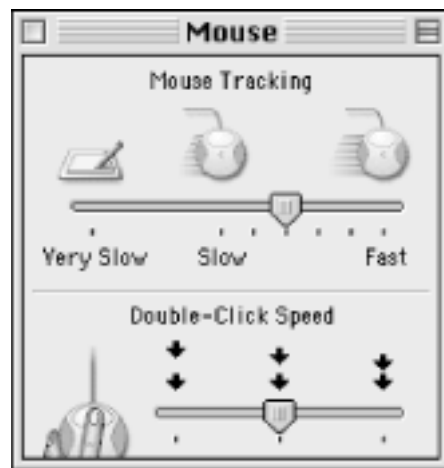 Mouse
Mouse Tracking
Very Slow Slow Fast
Double-Click Speed